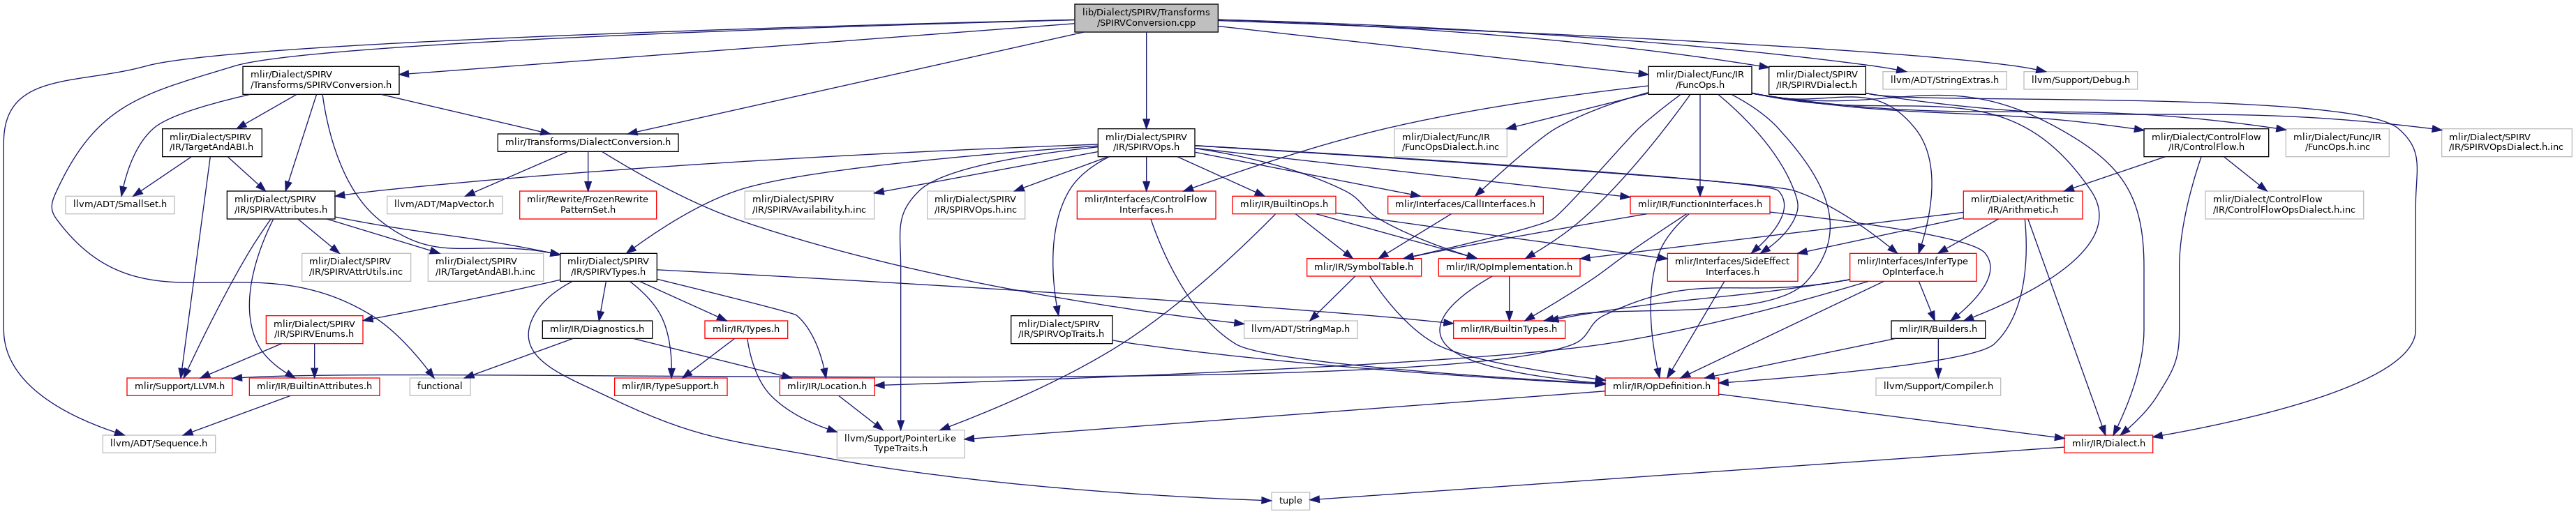 lib/Dialect/SPIRV/Transforms
/SPIRVConversion.cpp
mlir/Dialect/SPIRV
/Transforms/SPIRVConversion.h
mlir/Dialect/Func/IR
/FuncOps.h
mlir/Dialect/SPIRV
/IR/SPIRVDialect.h
llvm/ADT/StringExtras.h
llvm/Support/Debug.h
mlir/Dialect/SPIRV
/IR/TargetAndABI.h
mlir/Transforms/DialectConversion.h
mlir/Dialect/SPIRV
/IR/SPIRVOps.h
mlir/Dialect/Func/IR
/FuncOpsDialect.h.inc
mlir/Dialect/ControlFlow
/IR/ControlFlow.h
mlir/Dialect/Func/IR
/FuncOps.h.inc
mlir/Dialect/SPIRV
/IR/SPIRVOpsDialect.h.inc
llvm/ADT/SmallSet.h
mlir/Dialect/SPIRV
/IR/SPIRVAttributes.h
llvm/ADT/MapVector.h
mlir/Rewrite/FrozenRewrite
PatternSet.h
mlir/Dialect/SPIRV
/IR/SPIRVAvailability.h.inc
mlir/Dialect/SPIRV
/IR/SPIRVOps.h.inc
mlir/Interfaces/ControlFlow
Interfaces.h
mlir/IR/BuiltinOps.h
mlir/Interfaces/CallInterfaces.h
mlir/IR/FunctionInterfaces.h
mlir/Dialect/Arithmetic
/IR/Arithmetic.h
mlir/Dialect/ControlFlow
/IR/ControlFlowOpsDialect.h.inc
mlir/Dialect/SPIRV
/IR/SPIRVAttrUtils.inc
mlir/Dialect/SPIRV
/IR/TargetAndABI.h.inc
mlir/Dialect/SPIRV
/IR/SPIRVTypes.h
mlir/IR/SymbolTable.h
mlir/IR/OpImplementation.h
mlir/Interfaces/SideEffect
Interfaces.h
mlir/Interfaces/InferType
OpInterface.h
mlir/Dialect/SPIRV
/IR/SPIRVEnums.h
mlir/IR/Diagnostics.h
mlir/IR/Types.h
mlir/Dialect/SPIRV
/IR/SPIRVOpTraits.h
llvm/ADT/StringMap.h
mlir/IR/BuiltinTypes.h
mlir/IR/Builders.h
mlir/Support/LLVM.h
mlir/IR/BuiltinAttributes.h
functional
mlir/IR/TypeSupport.h
mlir/IR/Location.h
mlir/IR/OpDefinition.h
llvm/Support/Compiler.h
llvm/ADT/Sequence.h
llvm/Support/PointerLike
TypeTraits.h
mlir/IR/Dialect.h
tuple